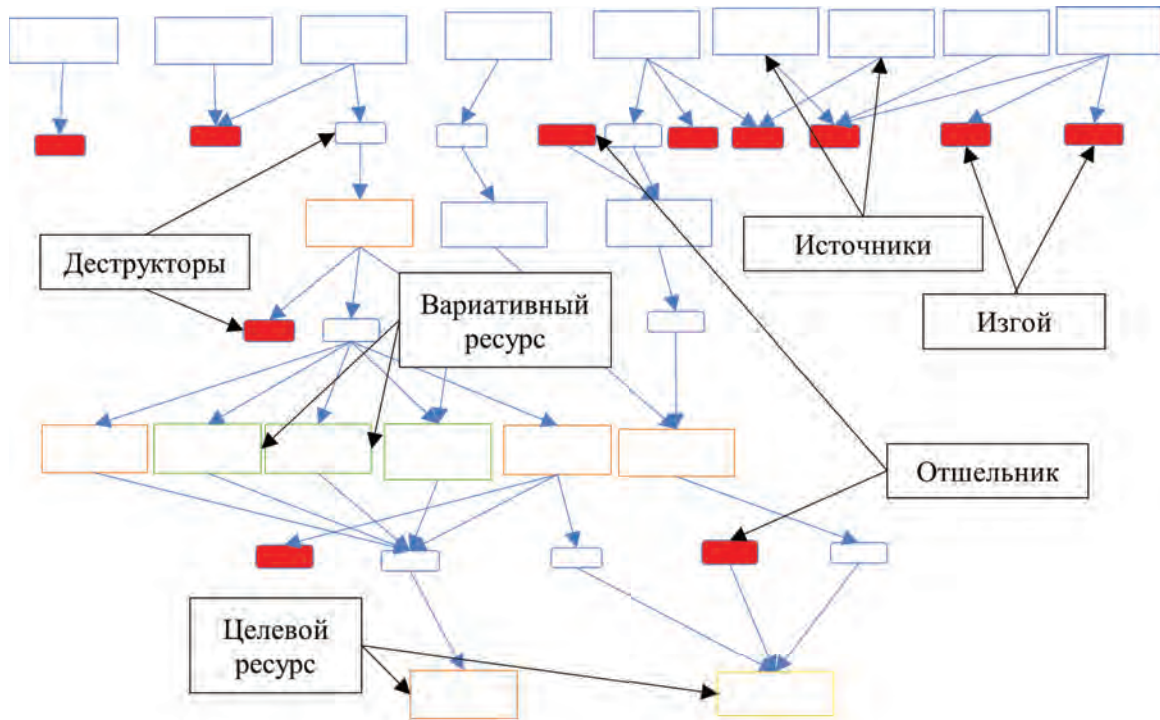 Источники
Деструкторы
Вариативный
ресурс
Изгой
Отшельник
Целевой
ресурс